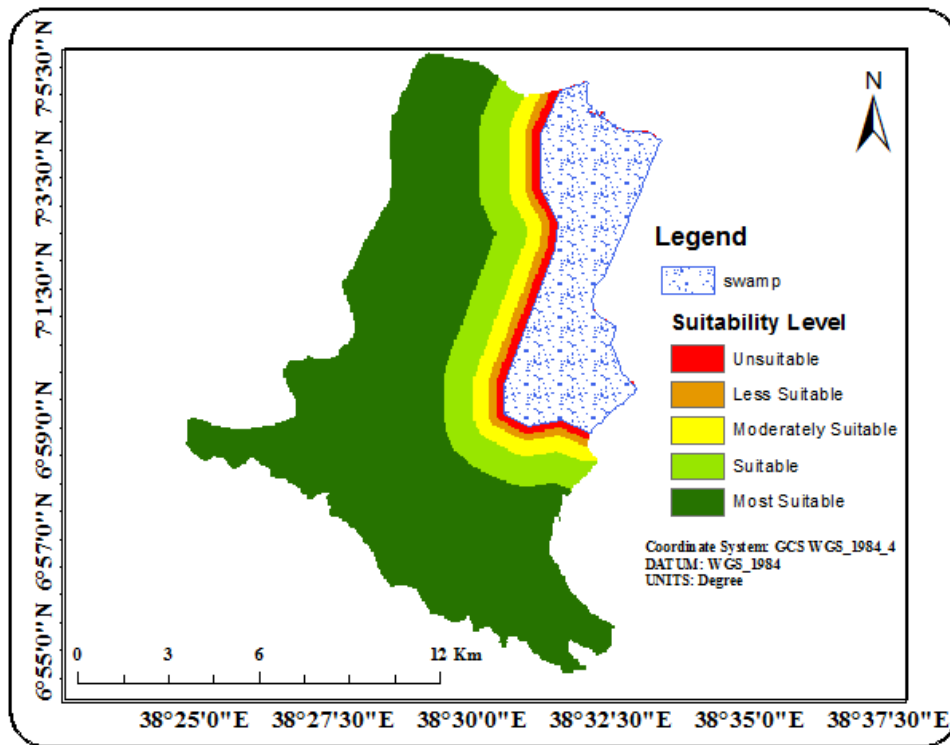 7°5'30"N
7°3'30"N
7°1'30"N
6°59'0"N
6°57'0"N
6°55'0"N
N
Legend
swamp
Suitability Level
Unsuitable
Less Suitable
Moderately Suitable
Suitable
Most Suitable
Coordinate System: GCS WGS_1984_4
DATUM: WGS_1984
UNITS: Degree
0 3 6 12 Km
38°25'0"E 38°27'30"E 38°30'0"E 38°32'30"E 38°35'0"E 38°37'30"E